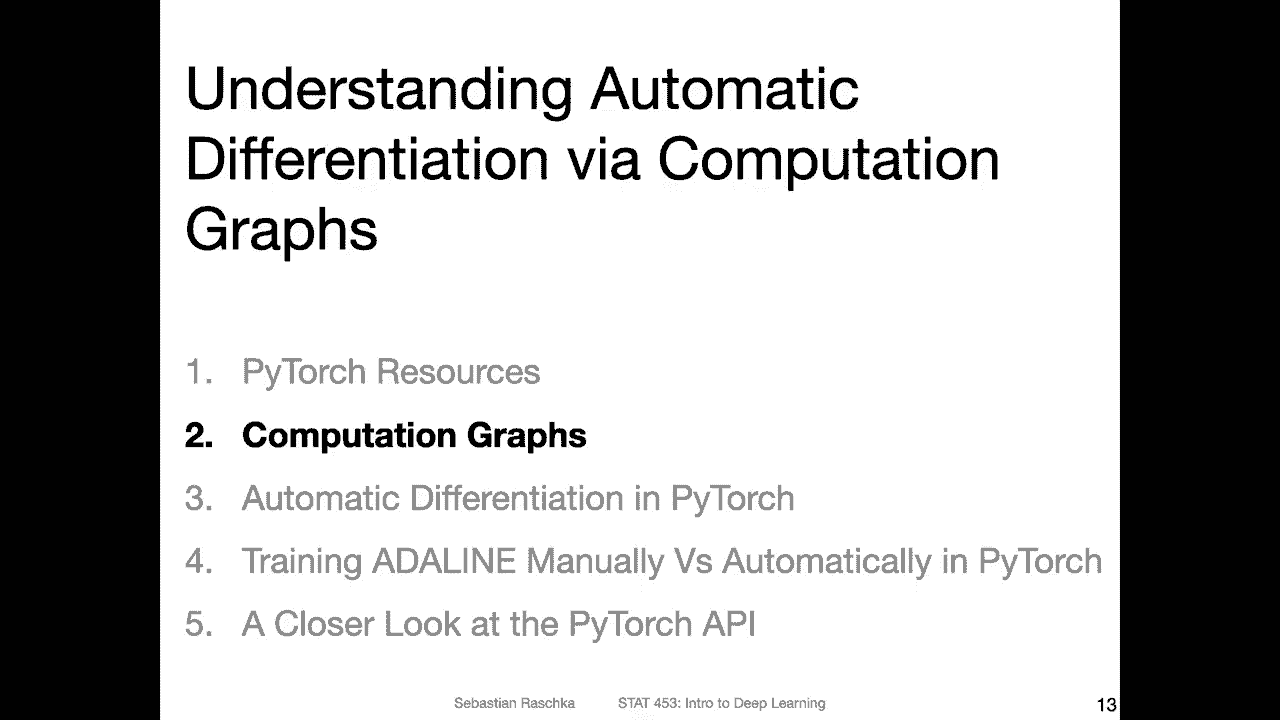 Understanding Automatic
Differentiation via Computation
Graphs
1. PyTorch Resources
2. Computation Graphs
3. Automatic Differentiation in PyTorch
4. Training ADALINE Manually Vs Automatically in PyTorch
5. A Closer Look at the PyTorch API
Sebastian Raschka STAT 453: Intro to Deep Learning 13